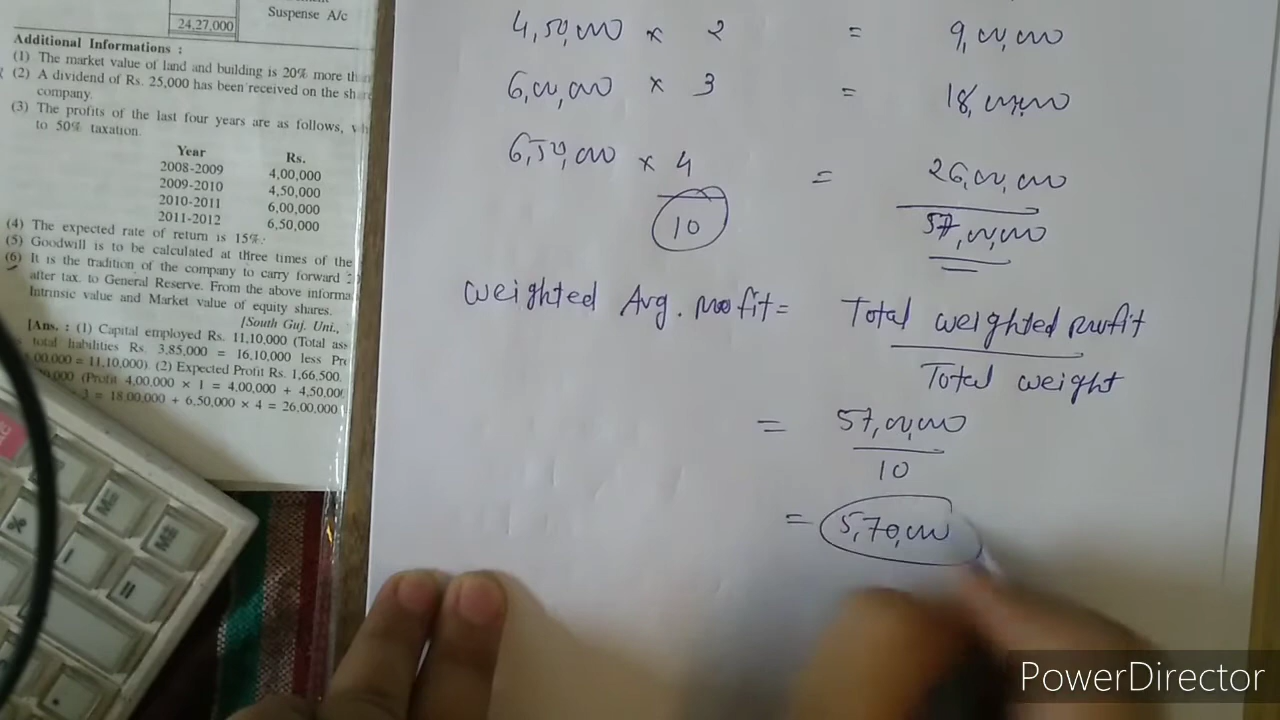 Suspense A/c
24,27,000
Additional Informations :
(1) The market value of land and building is 20% more
(2) A dividend of Rs. 25,000 has been received on the
company.
(3) The profits of the last four years are as follows,
to 50% taxation.
Year Rs.
2008-2009 4,00,000
2009-2010 4,50,000
2010-2011 6,00,000
2011-2012 6,50,000
(4) The expected rate of return is 15%.
(5) Goodwill is to be calculated at three times of the
(6) It is the tradition of the company to carry forward
after tax. to General Reserve. From the above
Intrinsic value and Market value of equity shares.
[South Guj. Uni.,
[Ans. : (1) Capital employed Rs. 11,10,000 (Total
total liabilities Rs. 3,85,000 = 16,10,000 less
= 11,10,000). (2) Expected Profit Rs. 1,66,500.
(Profit 4,00,000 × 1 = 4,00,000 +
= 18,00,000 + 6,50,000 × 4 = 26,00,000
4,50,000 × 2 = 9,00,000
6,00,000 × 3 = 18,00,000
6,50,000 × 4 = 26,00,000
10 57,00,000
Weighted Avg. profit = Total weighted profit
Total weight
= 57,00,000
10
= 5,70,000
%
M=
-
=
.
PowerDirector